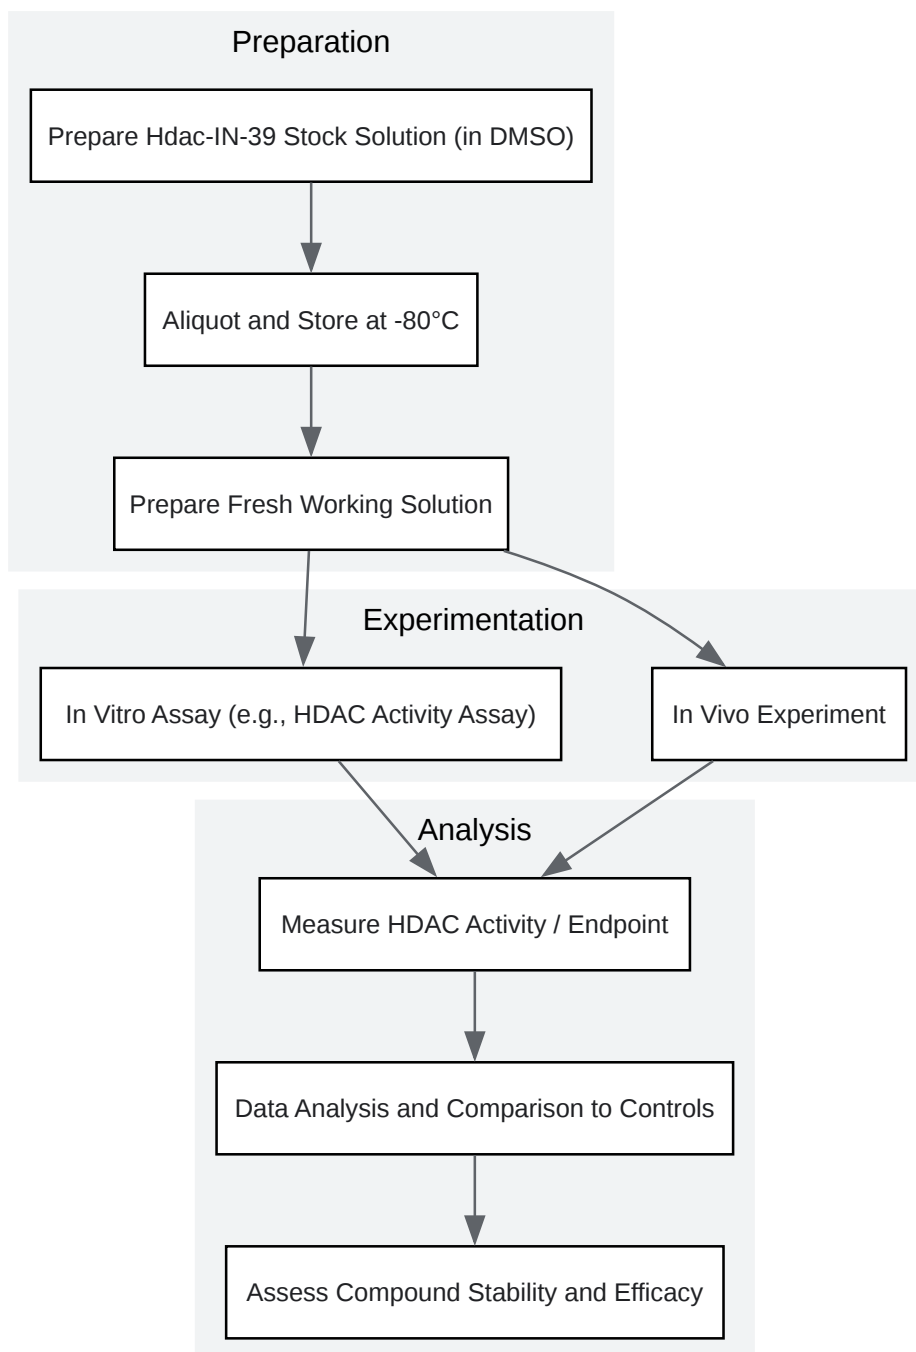 Preparation
Prepare Hdac-IN-39 Stock Solution (in DMSO)
Aliquot and Store at -80°C
Prepare Fresh Working Solution
Experimentation
In Vitro Assay (e.g., HDAC Activity Assay)
In Vivo Experiment
Analysis
Measure HDAC Activity / Endpoint
Data Analysis and Comparison to Controls
Assess Compound Stability and Efficacy